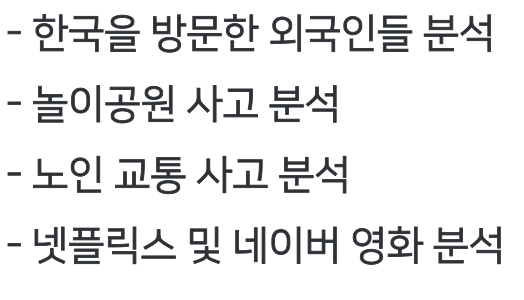 - 한국을 방문한 외국인들 분석
- 놀이공원 사고 분석
- 노인 교통 사고 분석
- 넷플릭스 및 네이버 영화 분석